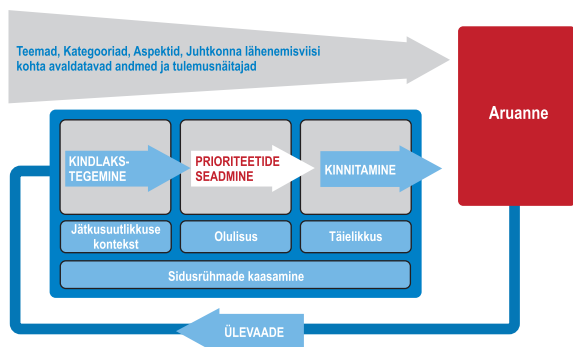 Teemad, Kategooriad, Aspektid, Juhtkonna lähenemisviisi
kohta avaldatavad andmed ja tulemusnäitajad
Aruanne
KINDLAKS-
TEGEMINE
PRIORITEETIDE
SEADMINE
KINNITAMINE
Jätkusuutlikkuse
kontekst
Olulisus
Täielikkus
Sidusrühmade kaasamine
ÜLEVAADE